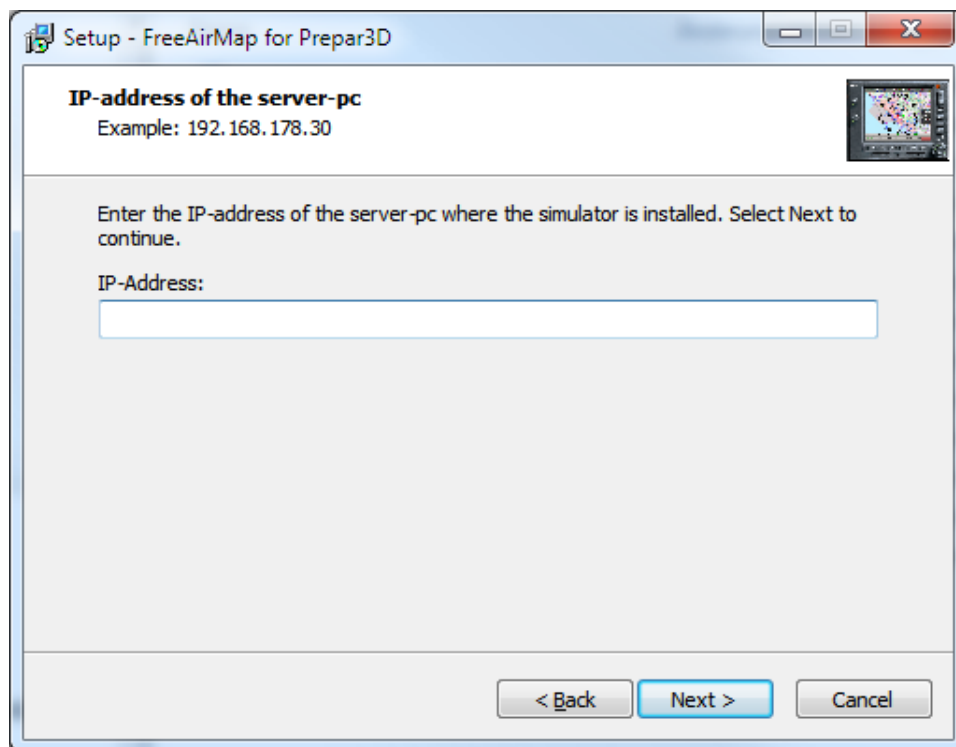 Setup - FreeAirMap for Prepar3D
IP-address of the server-pc
Example: 192.168.178.30
Enter the IP-address of the server-pc where the simulator is installed. Select Next to
continue.
IP-Address:
< Back
Next >
Cancel